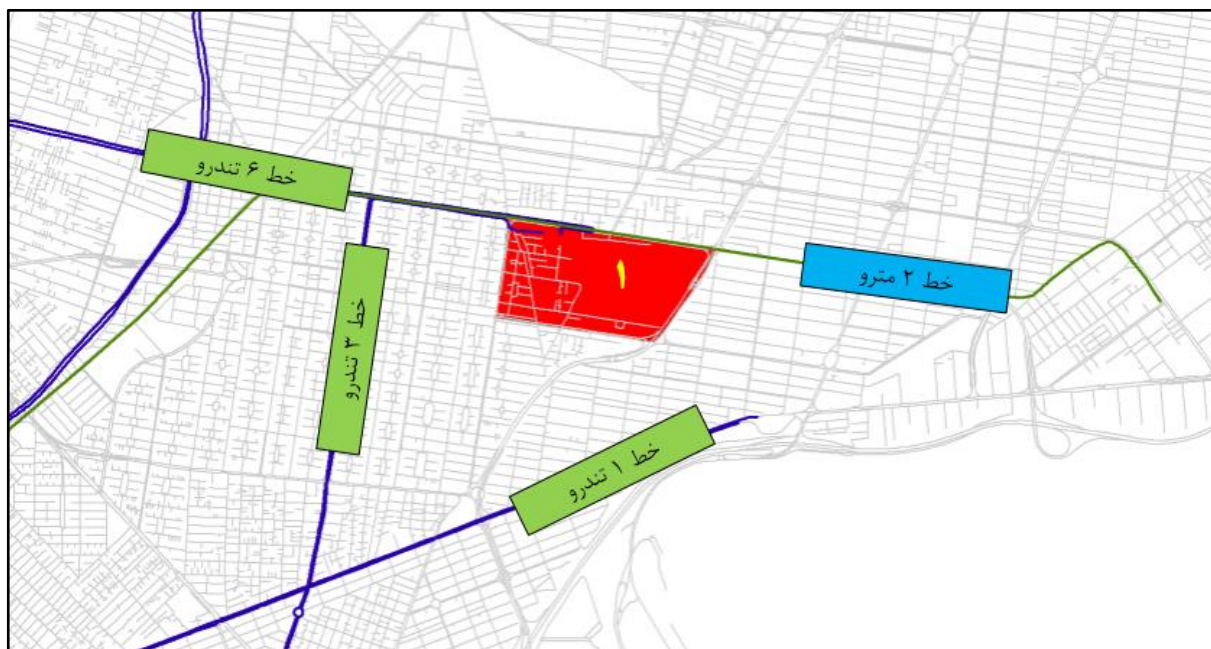 خط ۶ تندرو
خط ۲ مترو
۱
خط ۳ تندرو
خط ۱ تندرو